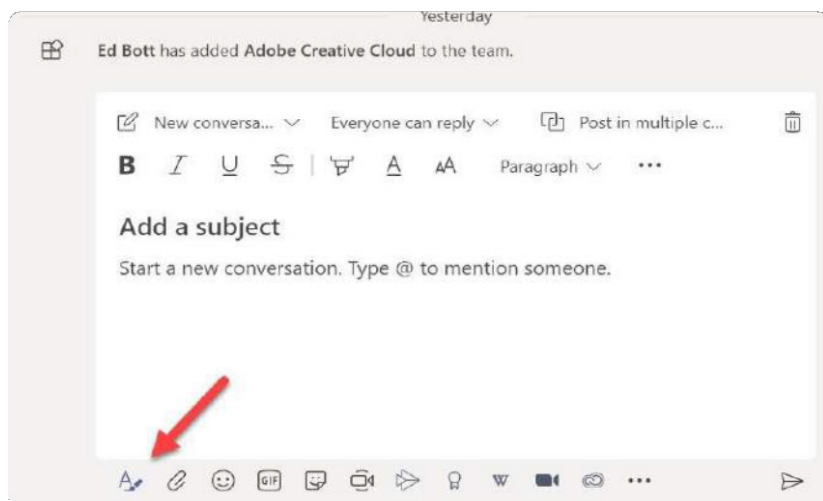 Yesterday
Ed Bott has added Adobe Creative Cloud to the team.
New conversa... Everyone can reply Post in multiple c...
B I U S A AA Paragraph ...
Add a subject
Start a new conversation. Type @ to mention someone.
GIF W ...